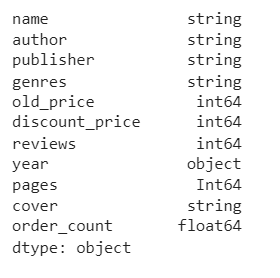 name string
author string
publisher string
genres string
old_price int64
discount_price int64
reviews int64
year object
pages Int64
cover string
order_count float64
dtype: object